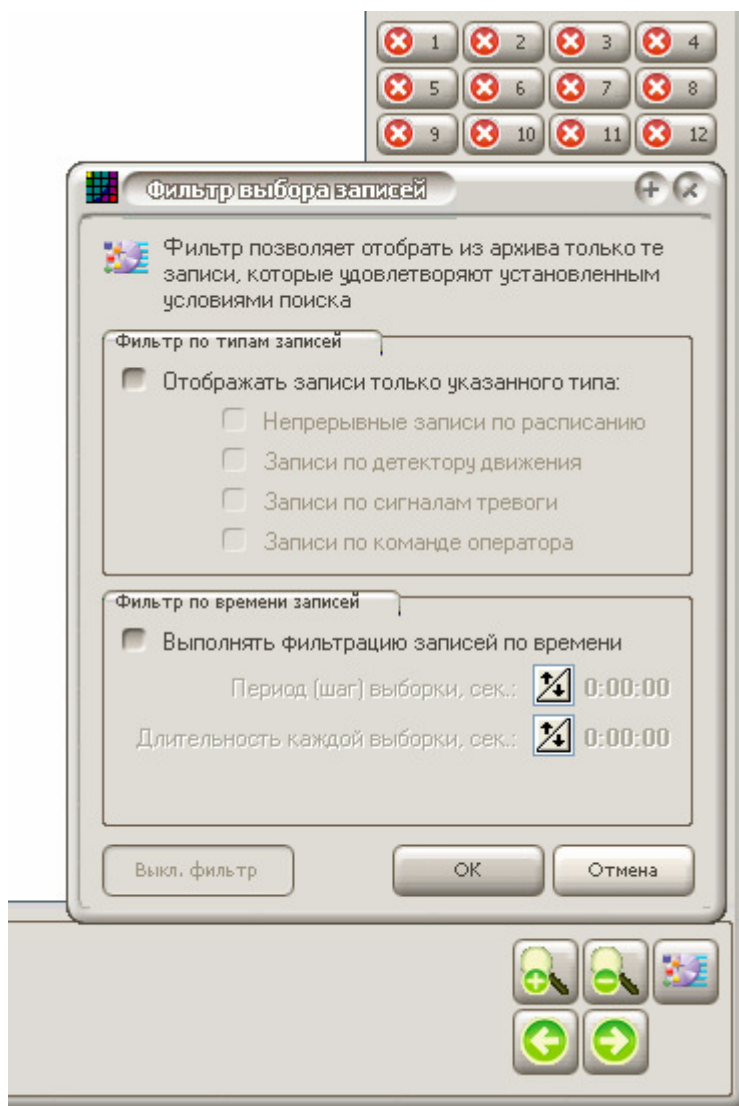 1 2 3 4
5 6 7 8
9 10 11 12
Фильтр выбора записей
Фильтр позволяет отобрать из архива только те
записи, которые удовлетворяют установленным
условиями поиска
Фильтр по типам записей
Отображать записи только указанного типа:
Непрерывные записи по расписанию
Записи по детектору движения
Записи по сигналам тревоги
Записи по команде оператора
Фильтр по времени записей
Выполнять фильтрацию записей по времени
Период (шаг) выборки, сек.: 0:00:00
Длительность каждой выборки, сек.: 0:00:00
Выкл. фильтр ОК Отмена